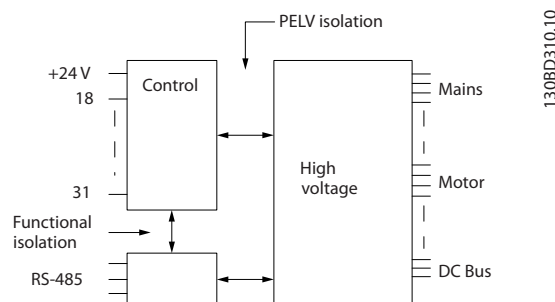 PELV isolation
130BD310.10
+24 V
Control
18
Mains
High
voltage
31
Motor
Functional
isolation
RS-485
DC Bus